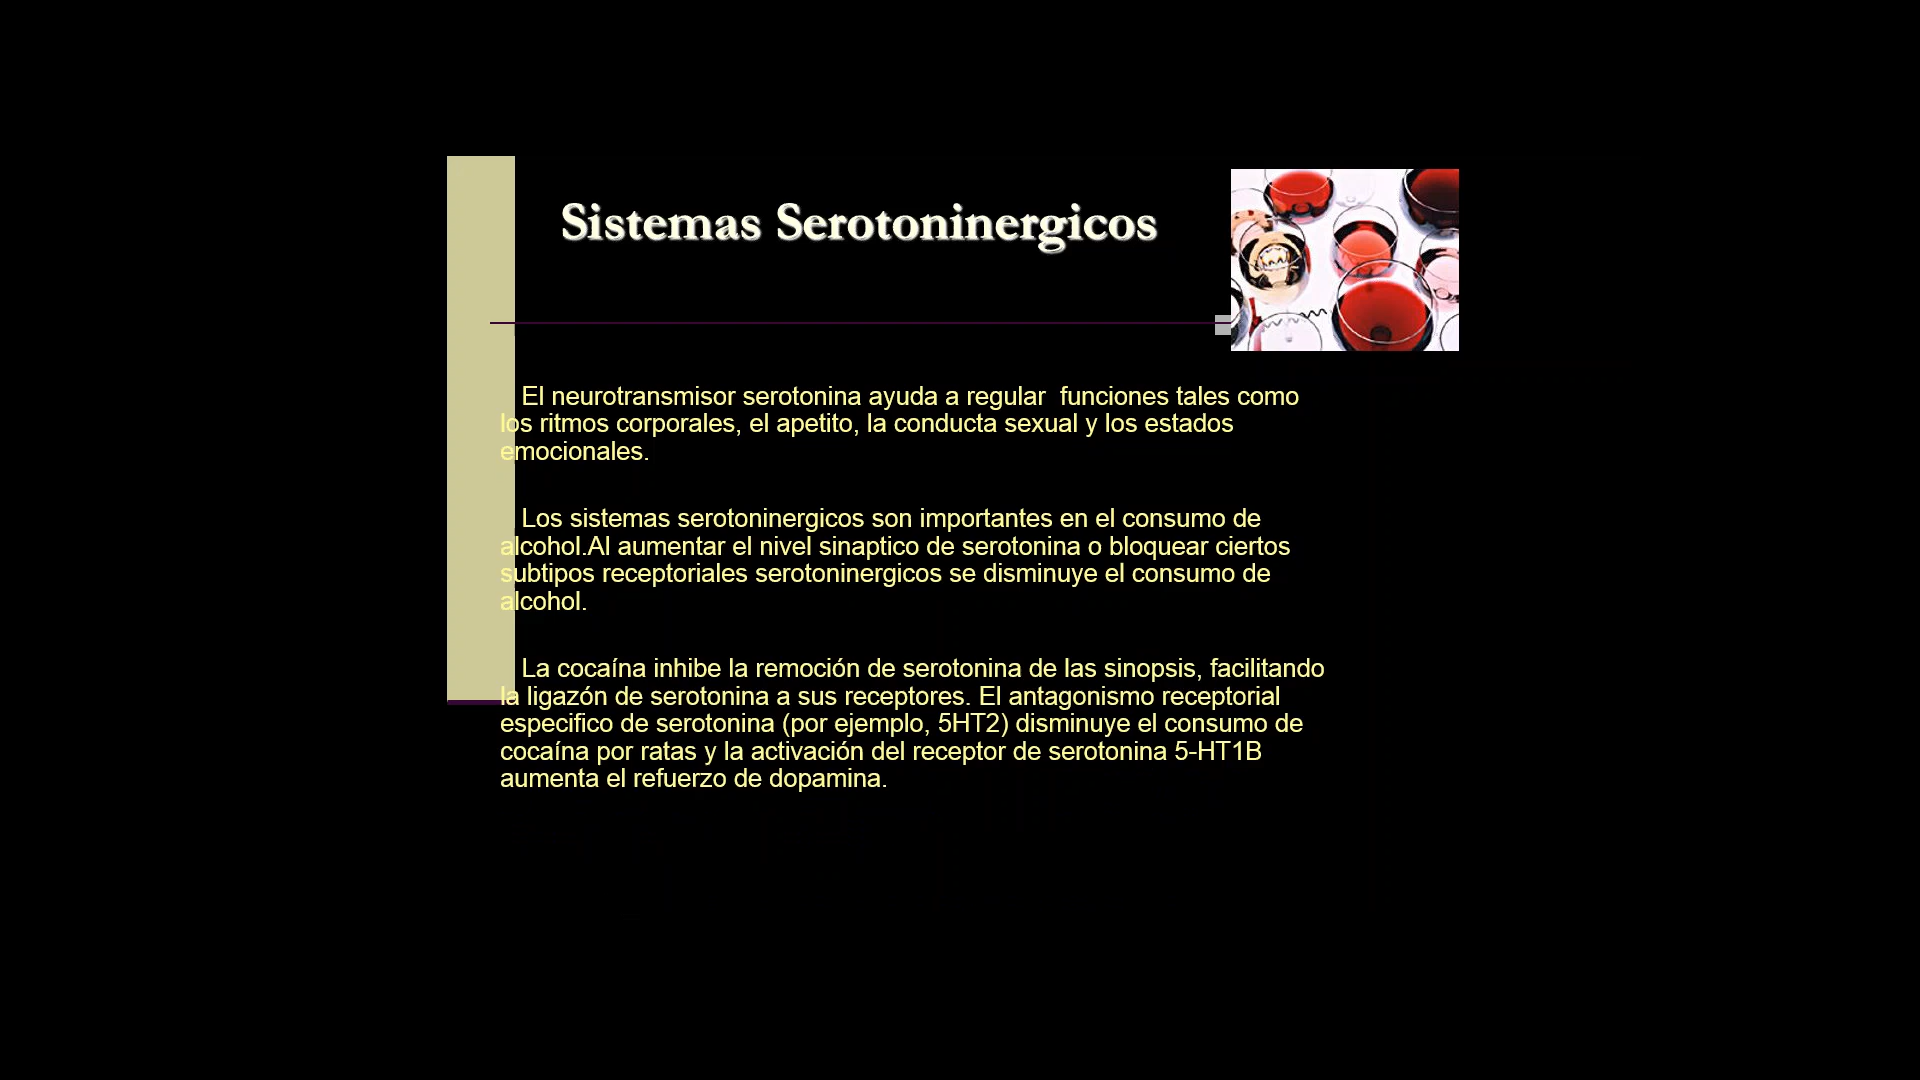 Sistemas Serotoninergicos
El neurotransmisor serotonina ayuda a regular  funciones tales como
los ritmos corporales, el apetito, la conducta sexual y los estados
emocionales.
Los sistemas serotoninergicos son importantes en el consumo de
alcohol.Al aumentar el nivel sinaptico de serotonina o bloquear ciertos
subtipos receptoriales serotoninergicos se disminuye el consumo de
alcohol.
La cocaína inhibe la remoción de serotonina de las sinopsis, facilitando
la ligazón de serotonina a sus receptores. El antagonismo receptorial
especifico de serotonina (por ejemplo, 5HT2) disminuye el consumo de
cocaína por ratas y la activación del receptor de serotonina 5-HT1B
aumenta el refuerzo de dopamina.